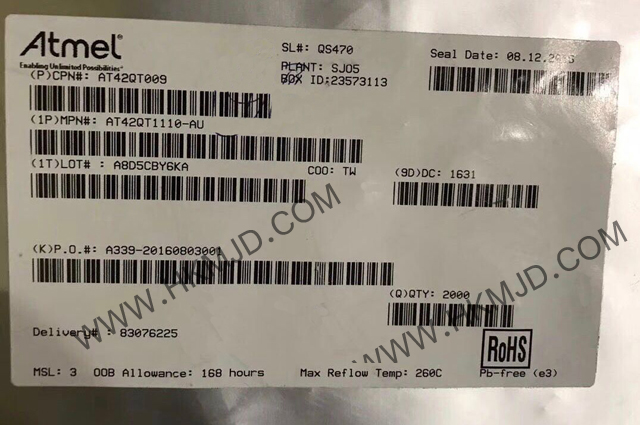 Atmel®
Enabling Unlimited Possibilities®
SL#: QS470
Seal Date: 08.12.
(P)CPN#: AT42QT009
PLANT: SJ05
BOX ID:23573113
(1P)MPN#: AT42QT1110-AU
(1T)LOT# : A8D5CBY6KA
COO: TW
(9D)DC: 1631
(K)P.O.#: A339-20160803001
(Q)QTY: 2000
Delivery# : 83076225
RoHS
MSL: 3 OOB Allowance: 168 hours
Max Reflow Temp: 260C
Pb-free (e3)
WWW.HKMJD.COM
WWW.HKMJD.COM